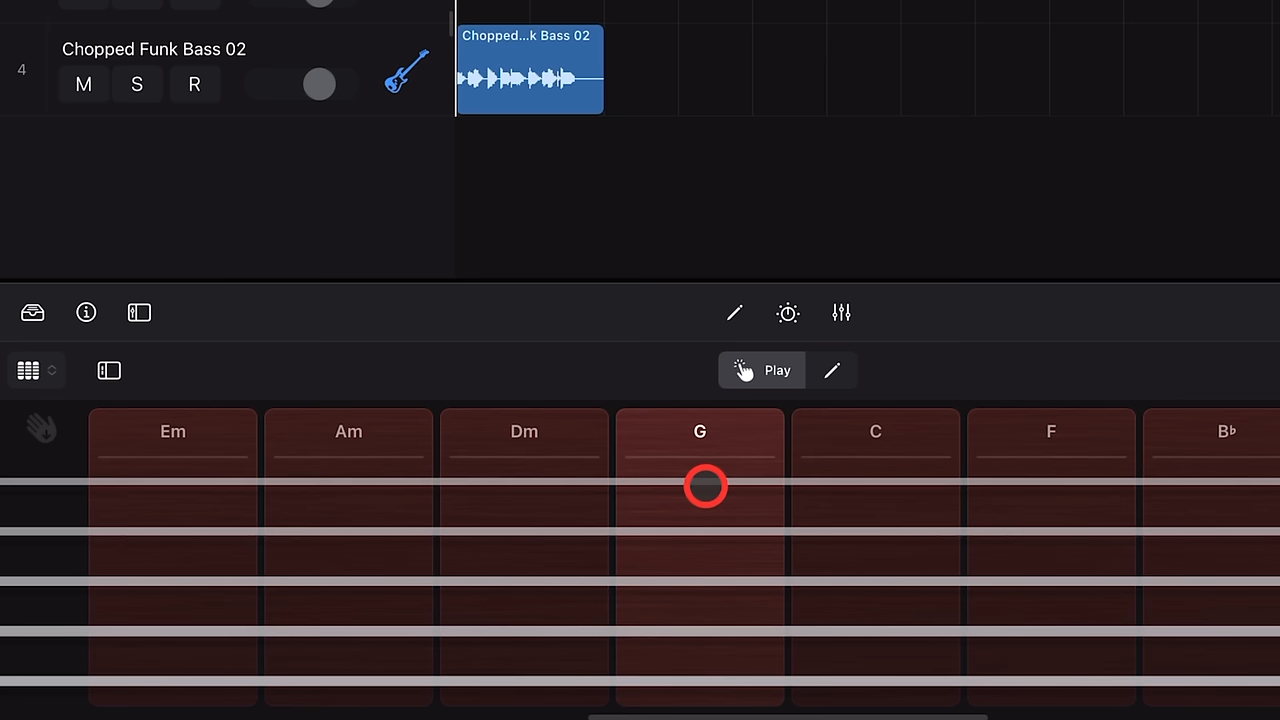 Chopped...k Bass 02
4
Chopped Funk Bass 02
M S R
Play
Em Am Dm G C F B♭